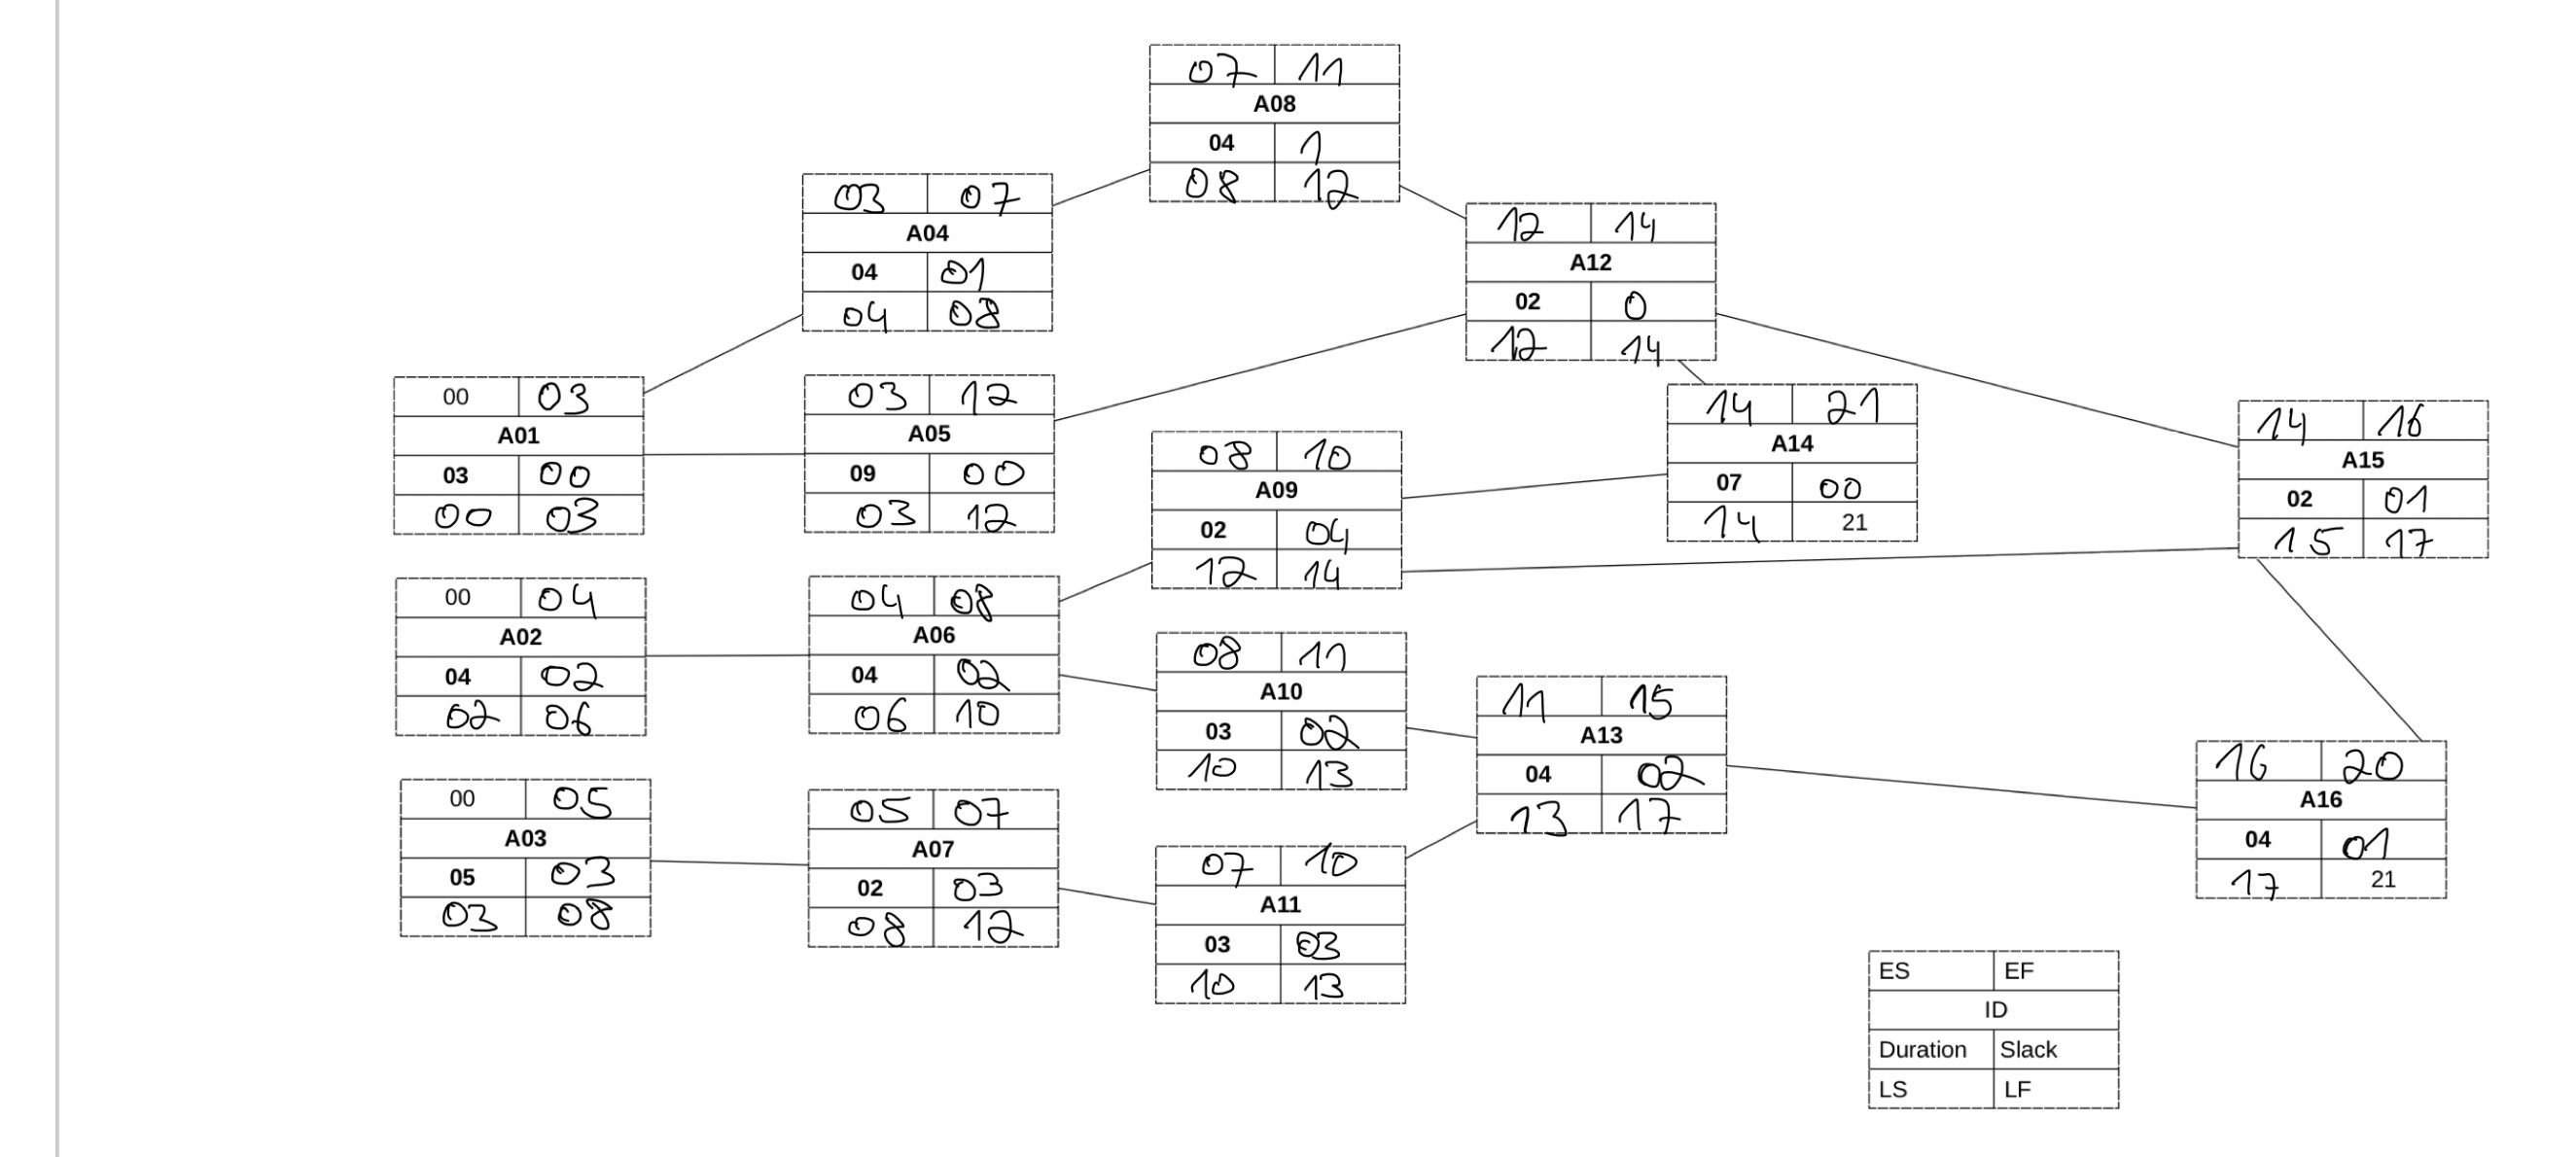 07 11
A08
04 1
08 12
03 07
A04
04 01
04 08
12 14
A12
02 0
12 14
00 03
A01
03 00
00 03
03 12
A05
09 00
03 12
14 21
A14
07 00
14 21
14 16
A15
02 01
15 17
08 10
A09
02 04
12 14
00 04
A02
04 02
02 06
04 08
A06
04 02
06 10
08 11
A10
03 02
10 13
11 15
A13
04 02
13 17
16 20
A16
04 01
17 21
00 05
A03
05 03
03 08
05 07
A07
02 03
08 12
07 10
A11
03 03
10 13
ES EF
ID
Duration Slack
LS LF